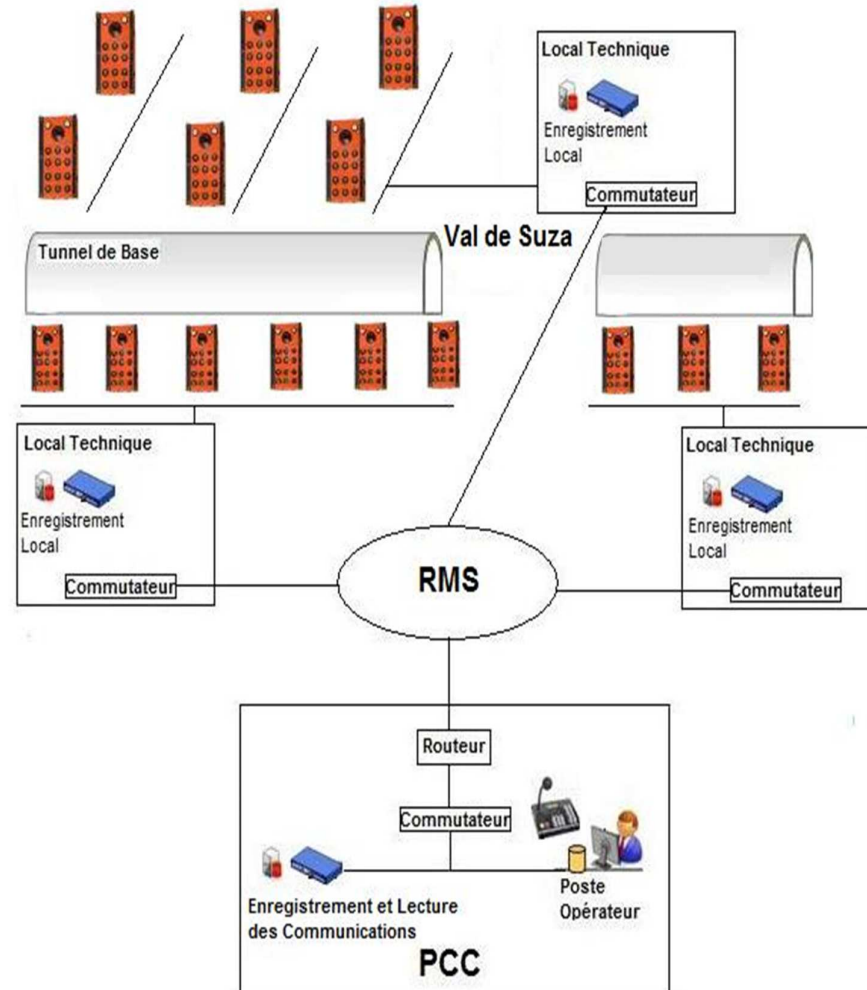 Local Technique
Enregistrement
Local
Commutateur
Val de Suza
Tunnel de Base
Local Technique
Enregistrement
Local
Commutateur
Local Technique
Enregistrement
Local
Commutateur
RMS
Routeur
Commutateur
Enregistrement et Lecture
des Communications
Poste
Opérateur
PCC